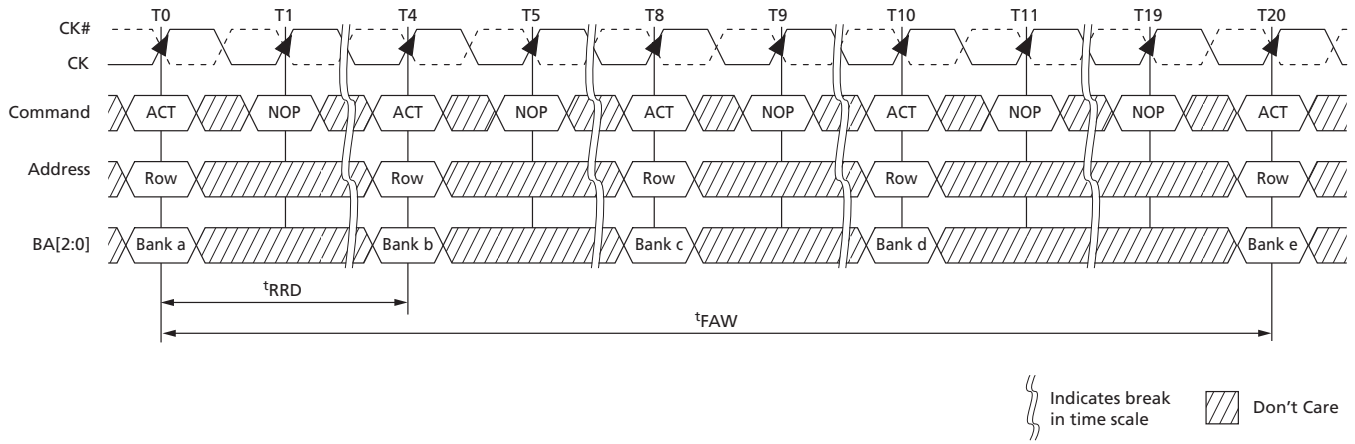 T0 T1 T4 T5 T8 T9 T10 T11 T19 T20
CK#
CK
Command ACT NOP ACT NOP ACT NOP ACT NOP NOP ACT
Address Row Row Row Row Row
BA[2:0] Bank a Bank b Bank c Bank d Bank e
tRRD
tFAW
Indicates break
in time scale
Don't Care